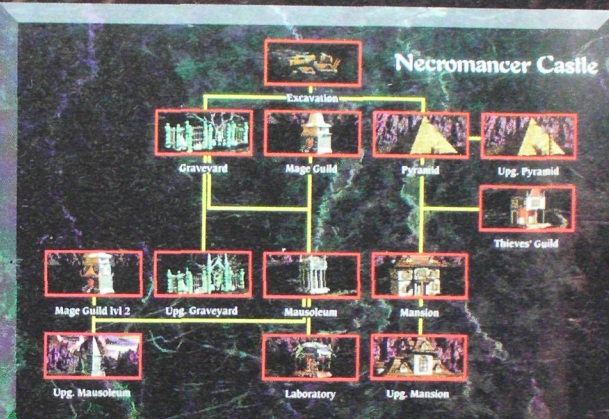 Necromancer Castle
Excavation
Graveyard
Mage Guild
Pyramid
Upg. Pyramid
Thieves' Guild
Mage Guild lvl 2
Upg. Graveyard
Mausoleum
Mansion
Upg. Mausoleum
Laboratory
Upg. Mansion